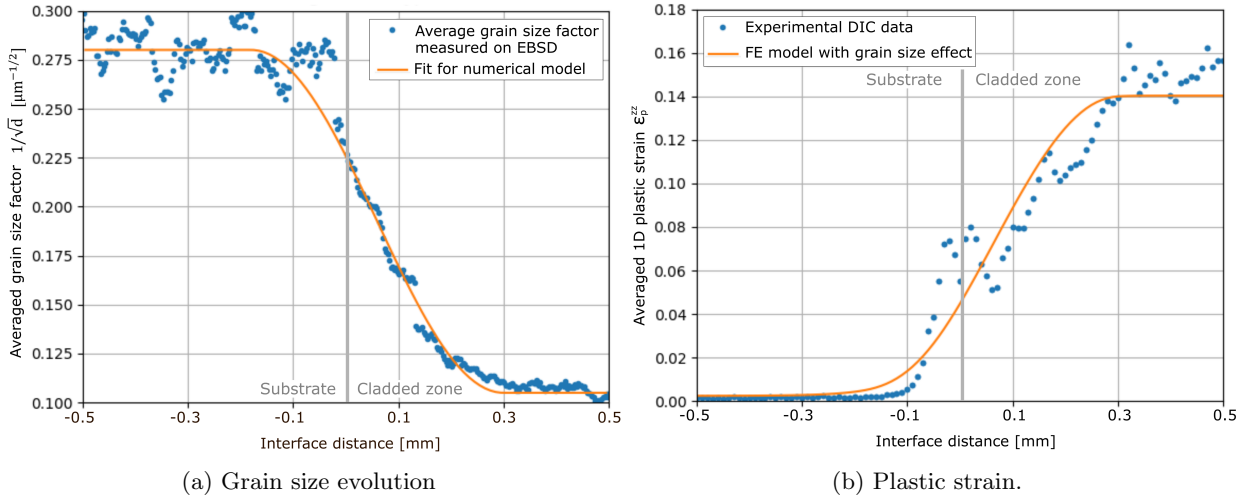 0.300
0.275
0.250
0.225
0.200
0.175
0.150
0.125
0.100
Averaged grain size factor 1/√d [μm⁻¹ᐟ²]
Average grain size factor
measured on EBSD
Fit for numerical model
Substrate
Cladded zone
-0.5
-0.3
-0.1
0.1
0.3
0.5
Interface distance [mm]
(a) Grain size evolution
0.18
0.16
0.14
0.12
0.10
0.08
0.06
0.04
0.02
0.00
Averaged 1D plastic strain ε_p^zz
Experimental DIC data
FE model with grain size effect
Substrate
Cladded zone
-0.5
-0.3
-0.1
0.1
0.3
0.5
Interface distance [mm]
(b) Plastic strain.